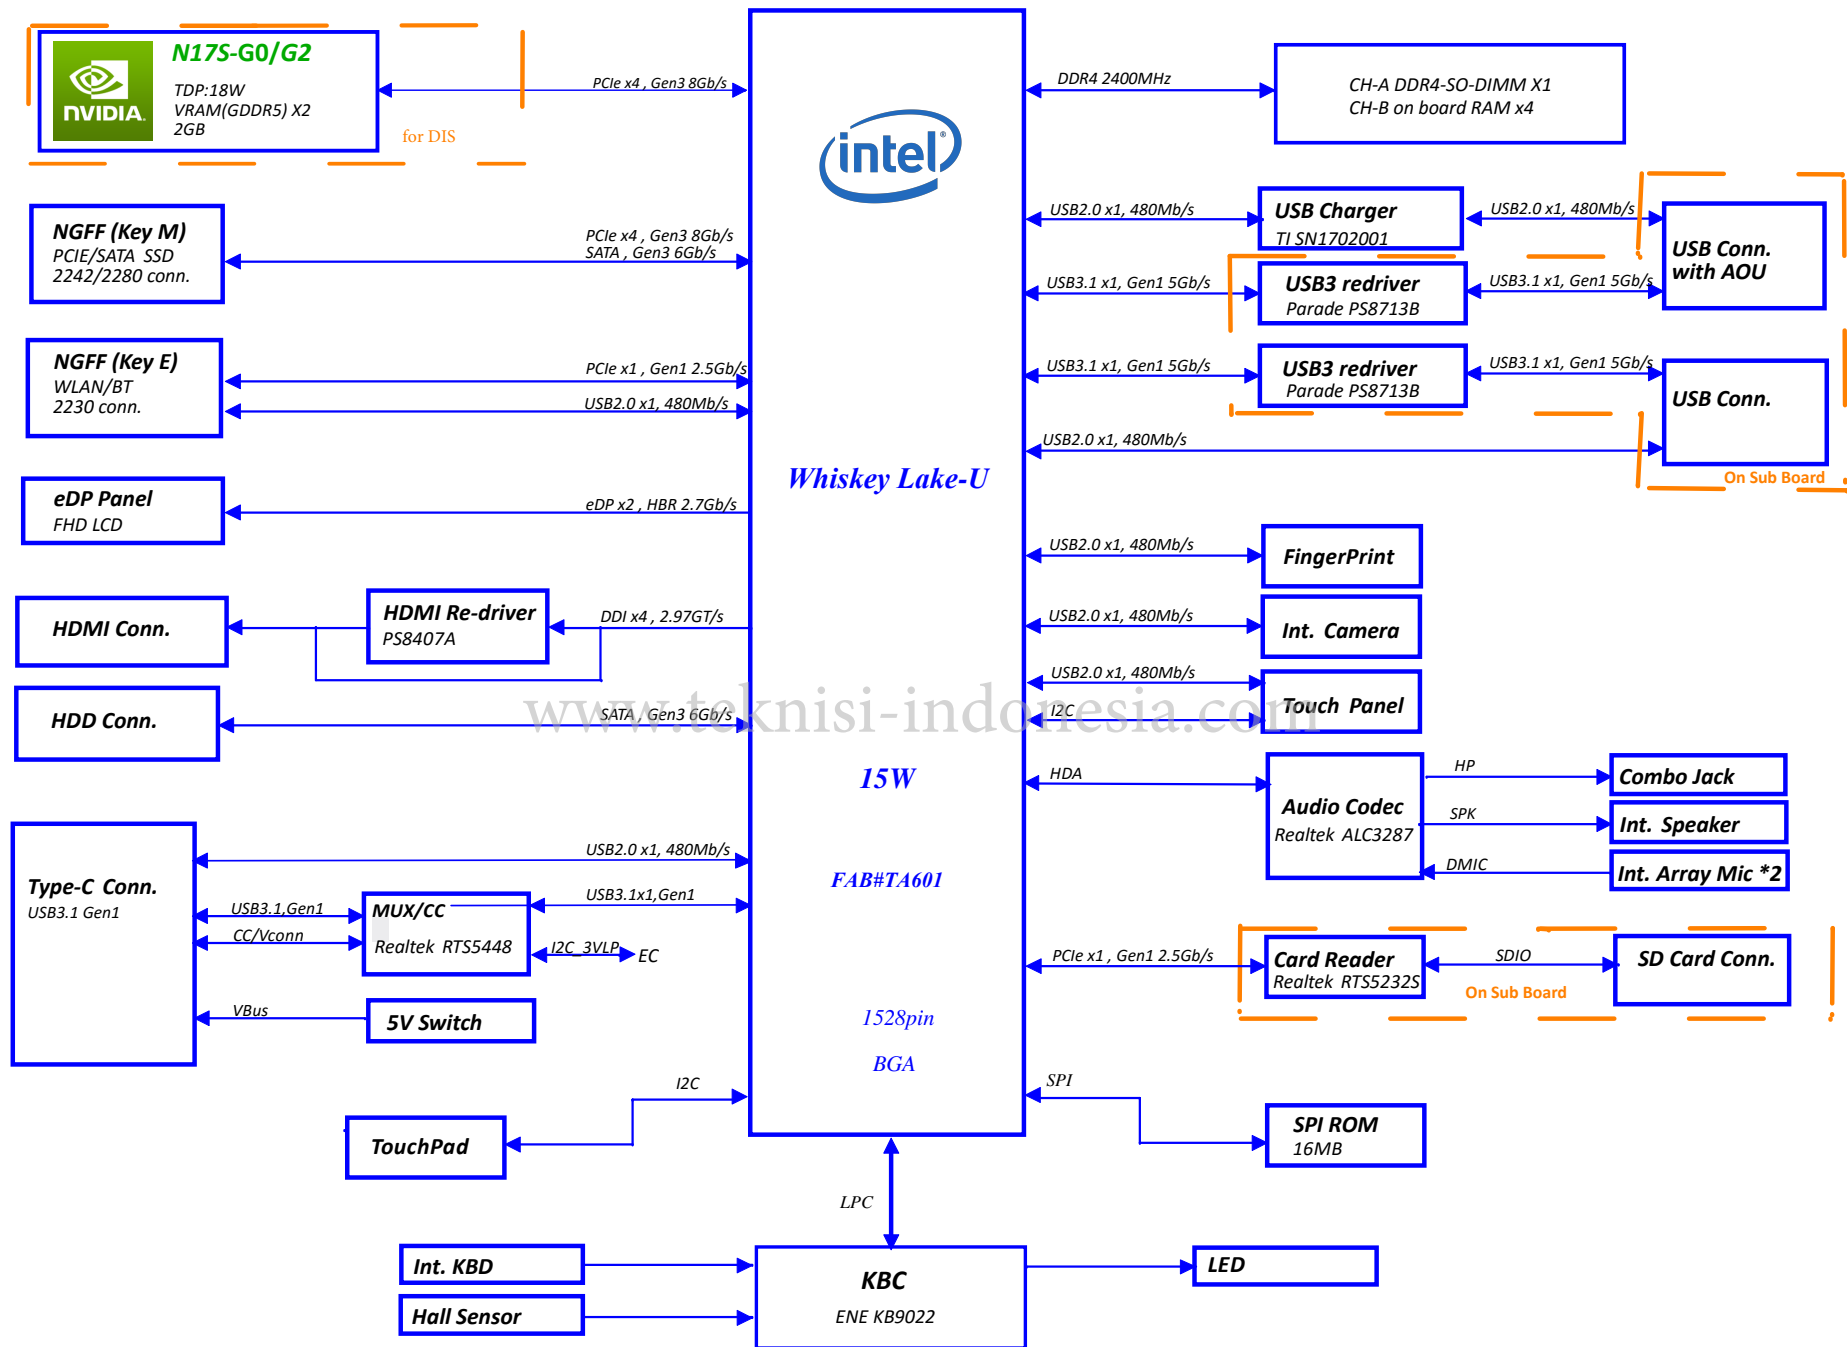 N17S-G0/G2
TDP:18W
VRAM(GDDR5) X2
2GB
NVIDIA.
for DIS
PCIe x4 , Gen3 8Gb/s
NGFF (Key M)
PCIE/SATA SSD
2242/2280 conn.
PCIe x4 , Gen3 8Gb/s
SATA , Gen3 6Gb/s
NGFF (Key E)
WLAN/BT
2230 conn.
PCIe x1 , Gen1 2.5Gb/s
USB2.0 x1, 480Mb/s
eDP Panel
FHD LCD
eDP x2 , HBR 2.7Gb/s
HDMI Conn.
HDMI Re-driver
PS8407A
DDI x4 , 2.97GT/s
HDD Conn.
SATA , Gen3 6Gb/s
Type-C Conn.
USB3.1 Gen1
USB2.0 x1, 480Mb/s
USB3.1,Gen1
CC/Vconn
MUX/CC
Realtek RTS5448
USB3.1x1,Gen1
I2C_3VLP
EC
VBus
5V Switch
I2C
TouchPad
intel®
Whiskey Lake-U
15W
FAB#TA601
1528pin
BGA
www.teknisi-indonesia.com
LPC
Int. KBD
Hall Sensor
KBC
ENE KB9022
LED
DDR4 2400MHz
CH-A DDR4-SO-DIMM X1
CH-B on board RAM x4
USB2.0 x1, 480Mb/s
USB Charger
TI SN1702001
USB2.0 x1, 480Mb/s
USB Conn.
with AOU
USB3.1 x1, Gen1 5Gb/s
USB3 redriver
Parade PS8713B
USB3.1 x1, Gen1 5Gb/s
USB3.1 x1, Gen1 5Gb/s
USB3 redriver
Parade PS8713B
USB3.1 x1, Gen1 5Gb/s
USB Conn.
USB2.0 x1, 480Mb/s
On Sub Board
USB2.0 x1, 480Mb/s
FingerPrint
USB2.0 x1, 480Mb/s
Int. Camera
USB2.0 x1, 480Mb/s
I2C
Touch Panel
HDA
Audio Codec
Realtek ALC3287
HP
Combo Jack
SPK
Int. Speaker
DMIC
Int. Array Mic *2
PCIe x1 , Gen1 2.5Gb/s
Card Reader
Realtek RTS5232S
SDIO
SD Card Conn.
On Sub Board
SPI
SPI ROM
16MB